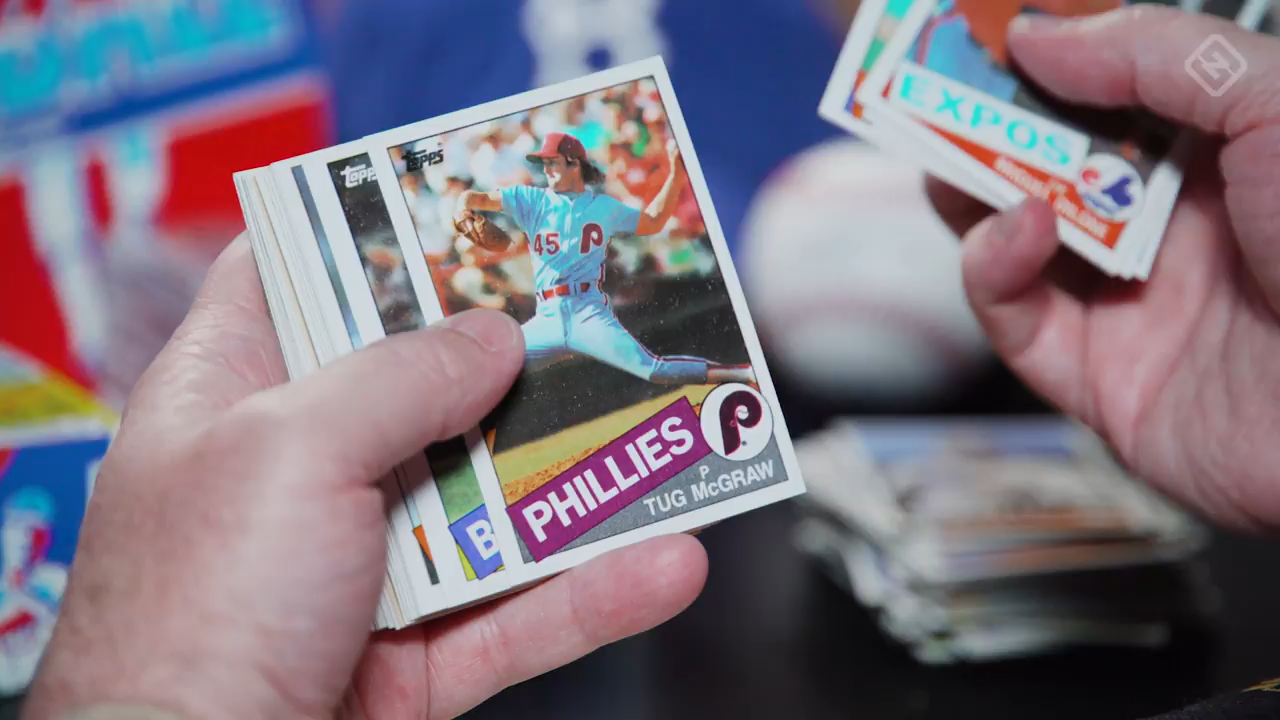 Topps
Topps
45 P
PHILLIES
P
P
TUG McGRAW
B
EXPOS